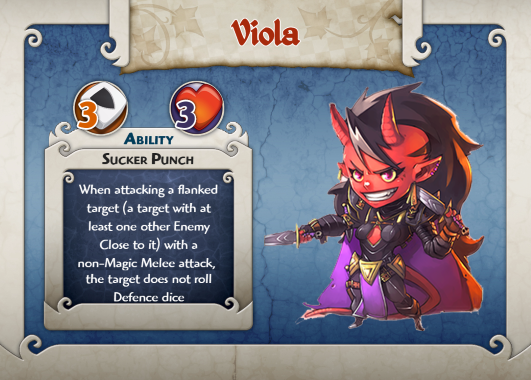 Viola
3 3
Ability
Sucker Punch
When attacking a flanked
target (a target with at
least one other Enemy
Close to it) with a
non-Magic Melee attack,
the target does not roll
Defence dice